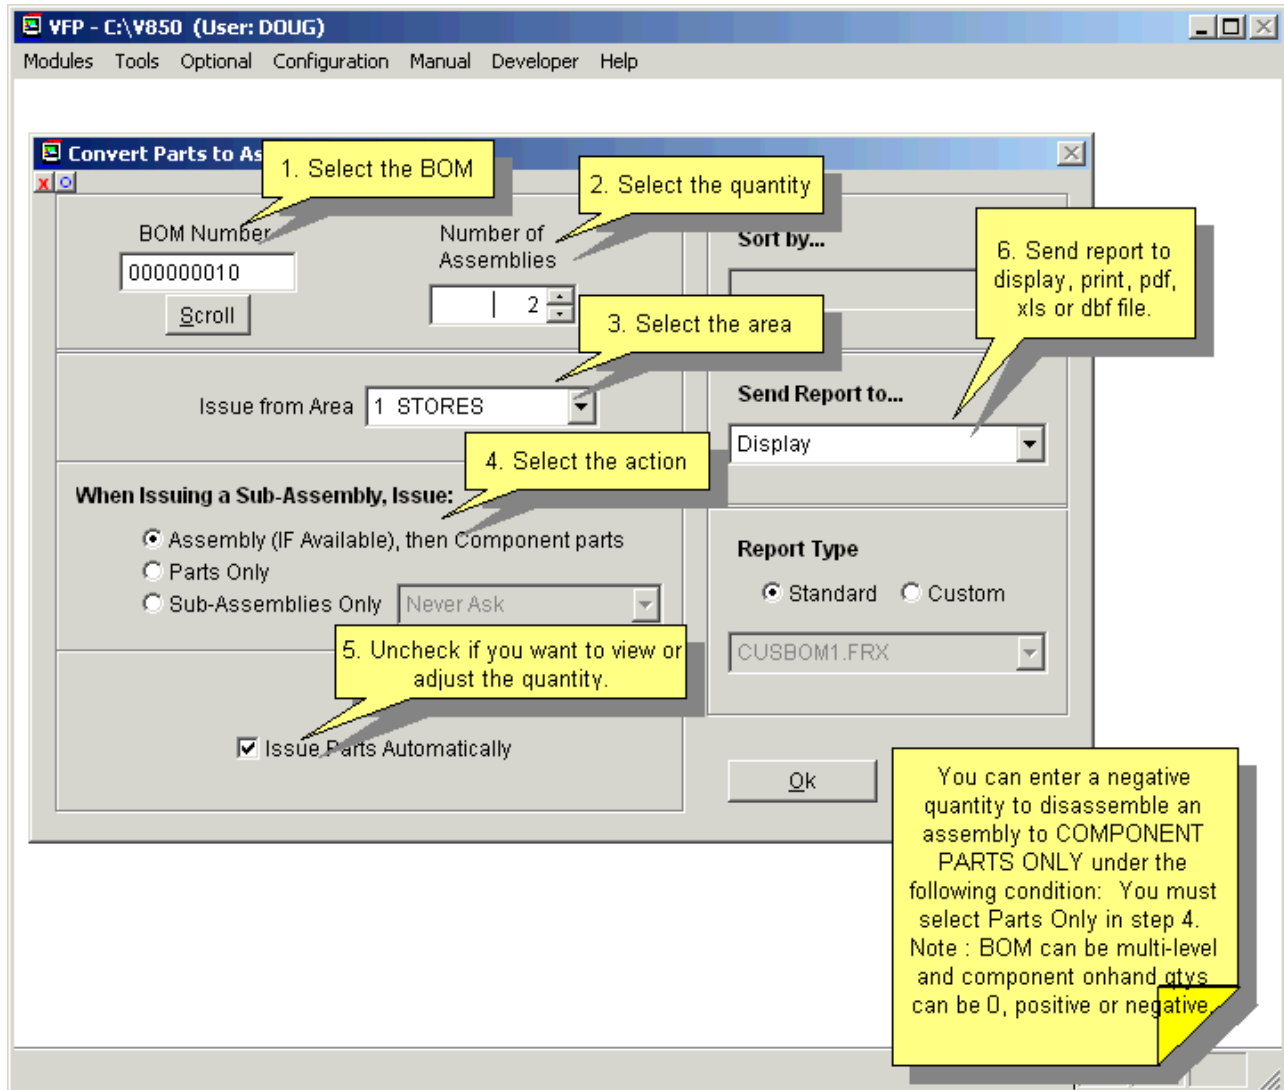 VFP - C:\V850 (User: DOUG)
Modules Tools Optional Configuration Manual Developer Help
Convert Parts to As
1. Select the BOM
2. Select the quantity
BOM Number
000000010
Scroll
Number of
Assemblies
2
Sort by...
6. Send report to
display, print, pdf,
xls or dbf file.
3. Select the area
Issue from Area 1 STORES
Send Report to...
Display
4. Select the action
When Issuing a Sub-Assembly, Issue:
Assembly (IF Available), then Component parts
Parts Only
Sub-Assemblies Only Never Ask
Report Type
Standard Custom
CUSBOM1.FRX
5. Uncheck if you want to view or
adjust the quantity.
Issue Parts Automatically
Ok
You can enter a negative
quantity to disassemble an
assembly to COMPONENT
PARTS ONLY under the
following condition: You must
select Parts Only in step 4.
Note : BOM can be multi-level
and component onhand qtys
can be 0, positive or negative.